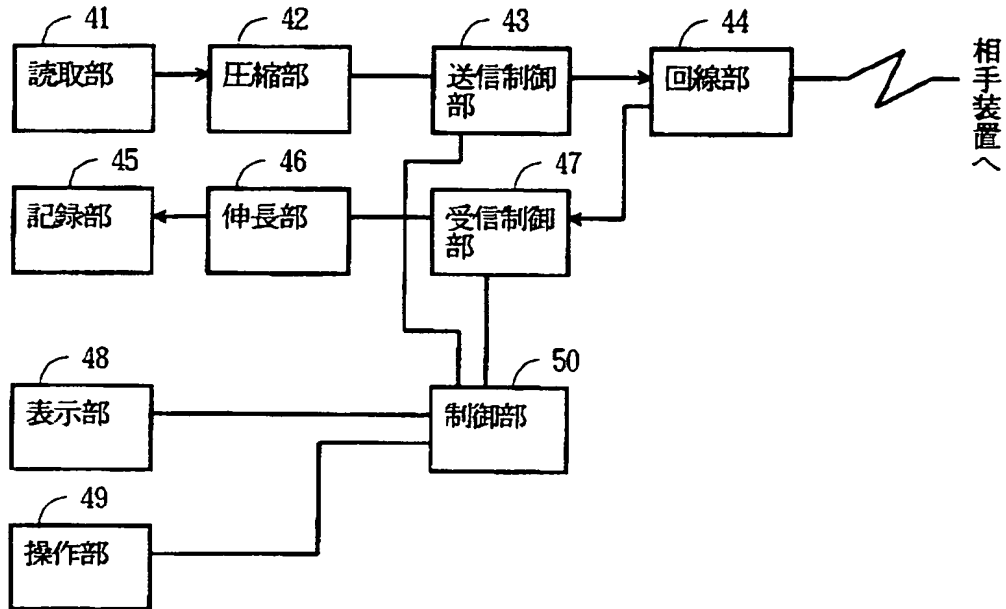 41
42
43
44
読取部
圧縮部
送信制御
部
回線部
相手装置へ
45
46
47
記録部
伸長部
受信制御
部
48
50
表示部
制御部
49
操作部